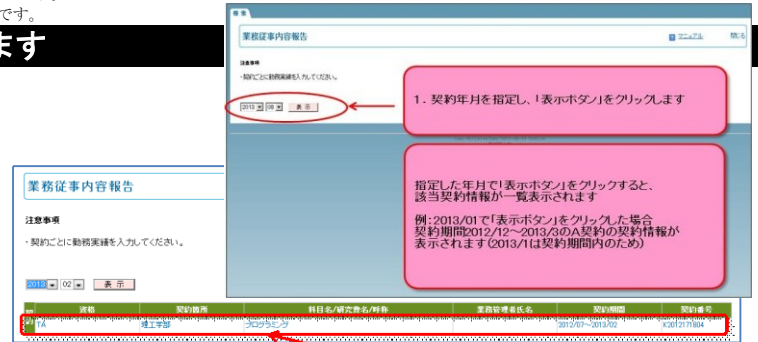 です。
ます
業務従事内容報告
マニュアル
閉じる
注意事項
・契約ごとに勤務実績を入力してください。
2013 08 表示
1．契約年月を指定し、「表示ボタン」をクリックします
指定した年月で「表示ボタン」をクリックすると、
該当契約情報が一覧表示されます
例:2013/01で「表示ボタン」をクリックした場合
契約期間2012/12～2013/3のA契約の契約情報が
表示されます(2013/1は契約期間内のため)
業務従事内容報告
注意事項
・契約ごとに勤務実績を入力してください。
2013 02 表示
資格 契約箇所 科目名/研究費名/呼称 業務管理者氏名 契約期間 契約番号
TA 理工学部 プログラミング 2012/07～2013/02 K2012171804